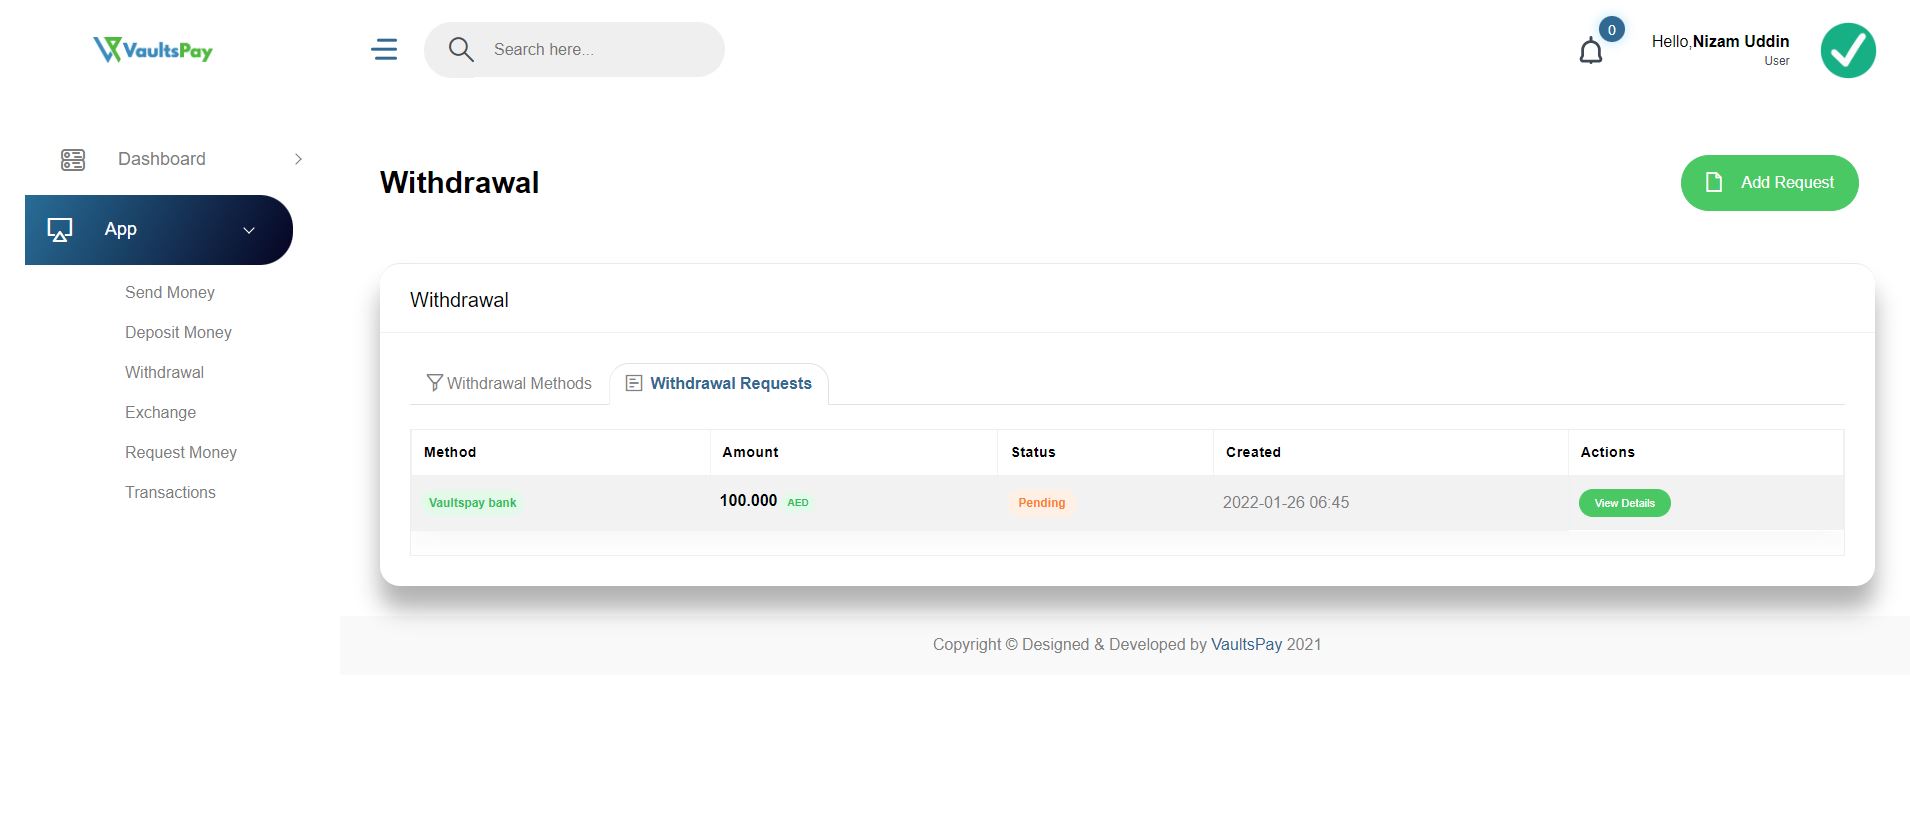 VaultsPay
Search here...
0
Hello,Nizam Uddin
User
Dashboard
App
Send Money
Deposit Money
Withdrawal
Exchange
Request Money
Transactions
Withdrawal
Add Request
Withdrawal
Withdrawal Methods
Withdrawal Requests
Method Amount Status Created Actions
Vaultspay bank 100.000 AED Pending 2022-01-26 06:45 View Details
Copyright © Designed & Developed by VaultsPay 2021